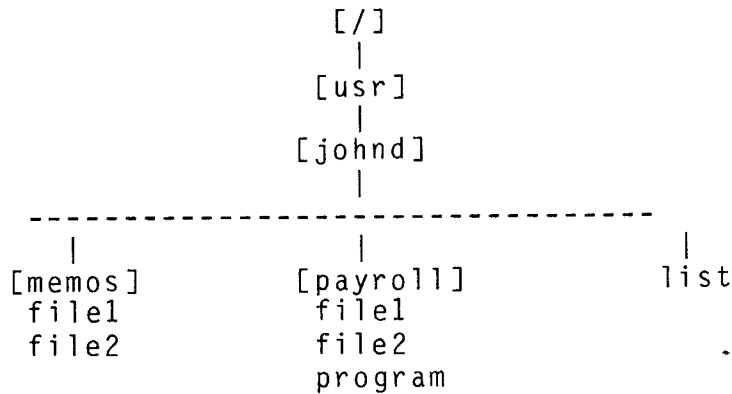 [/]
[usr]
[johnd]
[memos] [payroll] list
file1 file1
file2 file2
program